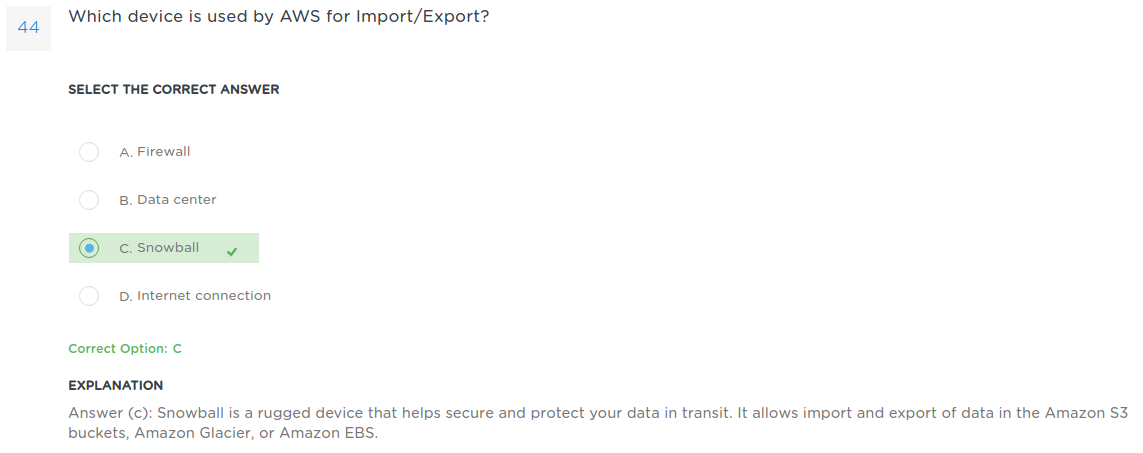 44
Which device is used by AWS for Import/Export?
SELECT THE CORRECT ANSWER
A. Firewall
B. Data center
C. Snowball
D. Internet connection
Correct Option: C
EXPLANATION
Answer (c): Snowball is a rugged device that helps secure and protect your data in transit. It allows import and export of data in the Amazon S3
buckets, Amazon Glacier, or Amazon EBS.